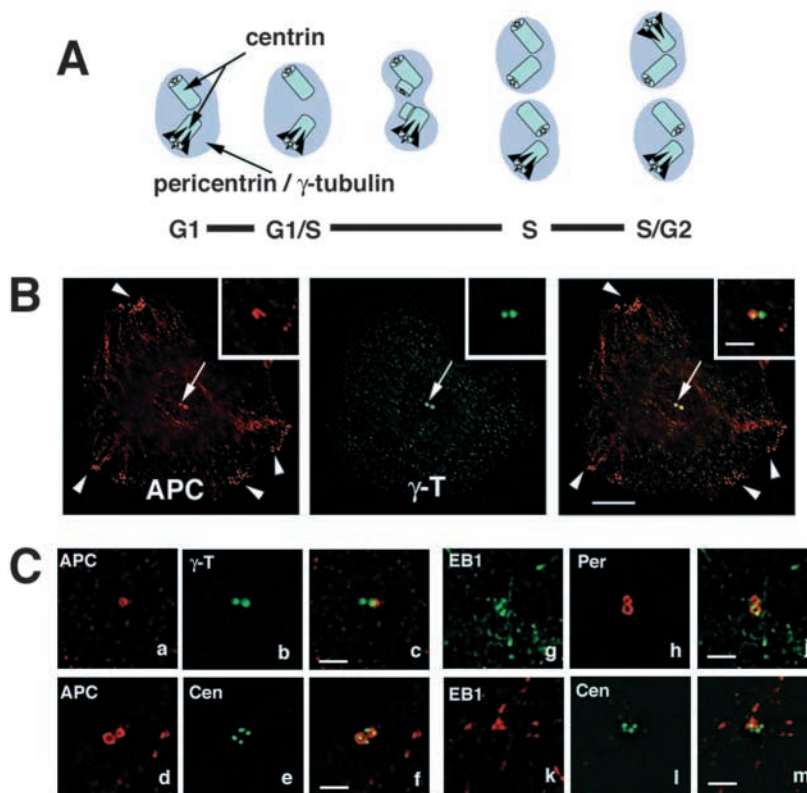 A
centrin
pericentrin / γ-tubulin
G1 G1/S S S/G2
B
APC γ-T
C
APC γ-T EB1 Per
a b c g h j
APC Cen EB1 Cen
d e f k l m